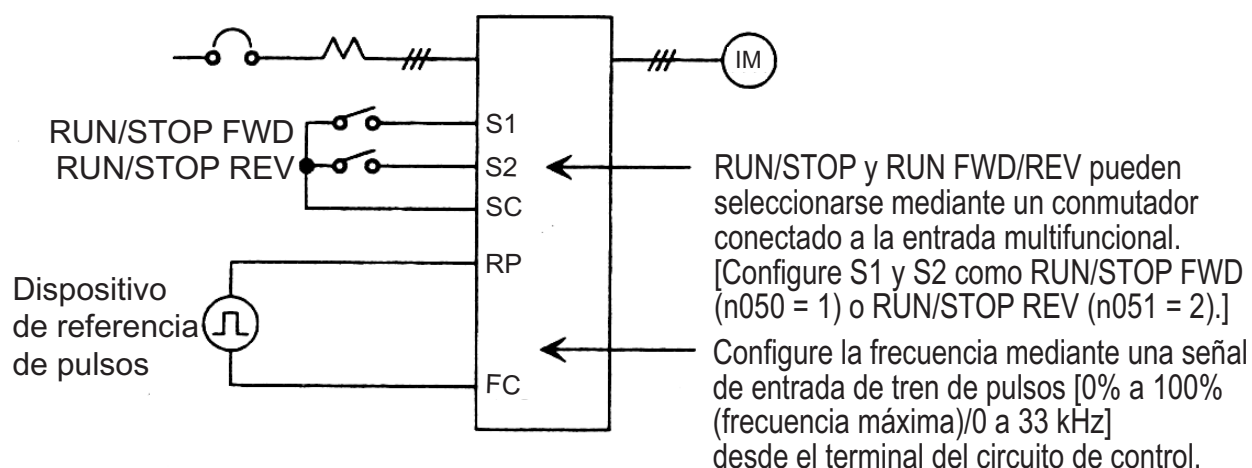 IM
S1
RUN/STOP FWD
RUN/STOP REV
S2
SC
RP
FC
Dispositivo
de referencia
de pulsos
RUN/STOP y RUN FWD/REV pueden
seleccionarse mediante un conmutador
conectado a la entrada multifuncional.
[Configure S1 y S2 como RUN/STOP FWD
(n050 = 1) o RUN/STOP REV (n051 = 2).]
Configure la frecuencia mediante una señal
de entrada de tren de pulsos [0% a 100%
(frecuencia máxima)/0 a 33 kHz]
desde el terminal del circuito de control.